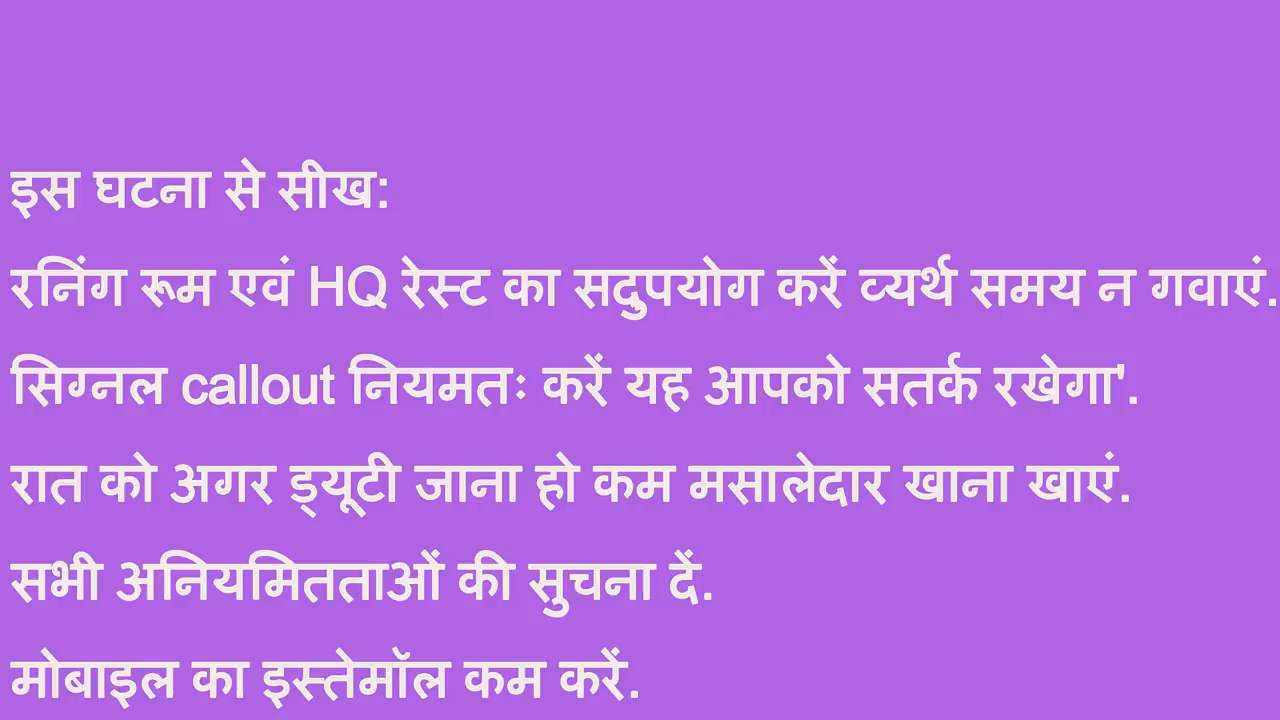 इस घटना से सीख:
रनिंग रूम एवं HQ रेस्ट का सदुपयोग करें व्यर्थ समय न गवाएं.
सिग्नल callout नियमतः करें यह आपको सतर्क रखेगा'.
रात को अगर ड्यूटी जाना हो कम मसालेदार खाना खाएं.
सभी अनियमितताओं की सुचना दें.
मोबाइल का इस्तेमॉल कम करें.